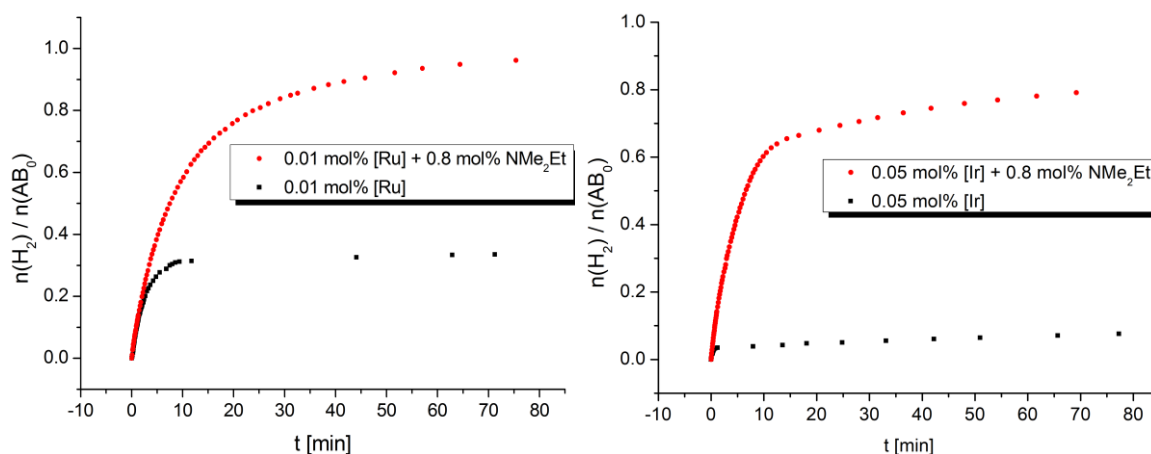 n(H₂) / n(AB₀)
1.0
0.8
0.6
0.4
0.2
0.0
0.01 mol% [Ru] + 0.8 mol% NMe₂Et
0.01 mol% [Ru]
-10 0 10 20 30 40 50 60 70 80
t [min]
n(H₂) / n(AB₀)
1.0
0.8
0.6
0.4
0.2
0.0
0.05 mol% [Ir] + 0.8 mol% NMe₂Et
0.05 mol% [Ir]
-10 0 10 20 30 40 50 60 70 80
t [min]